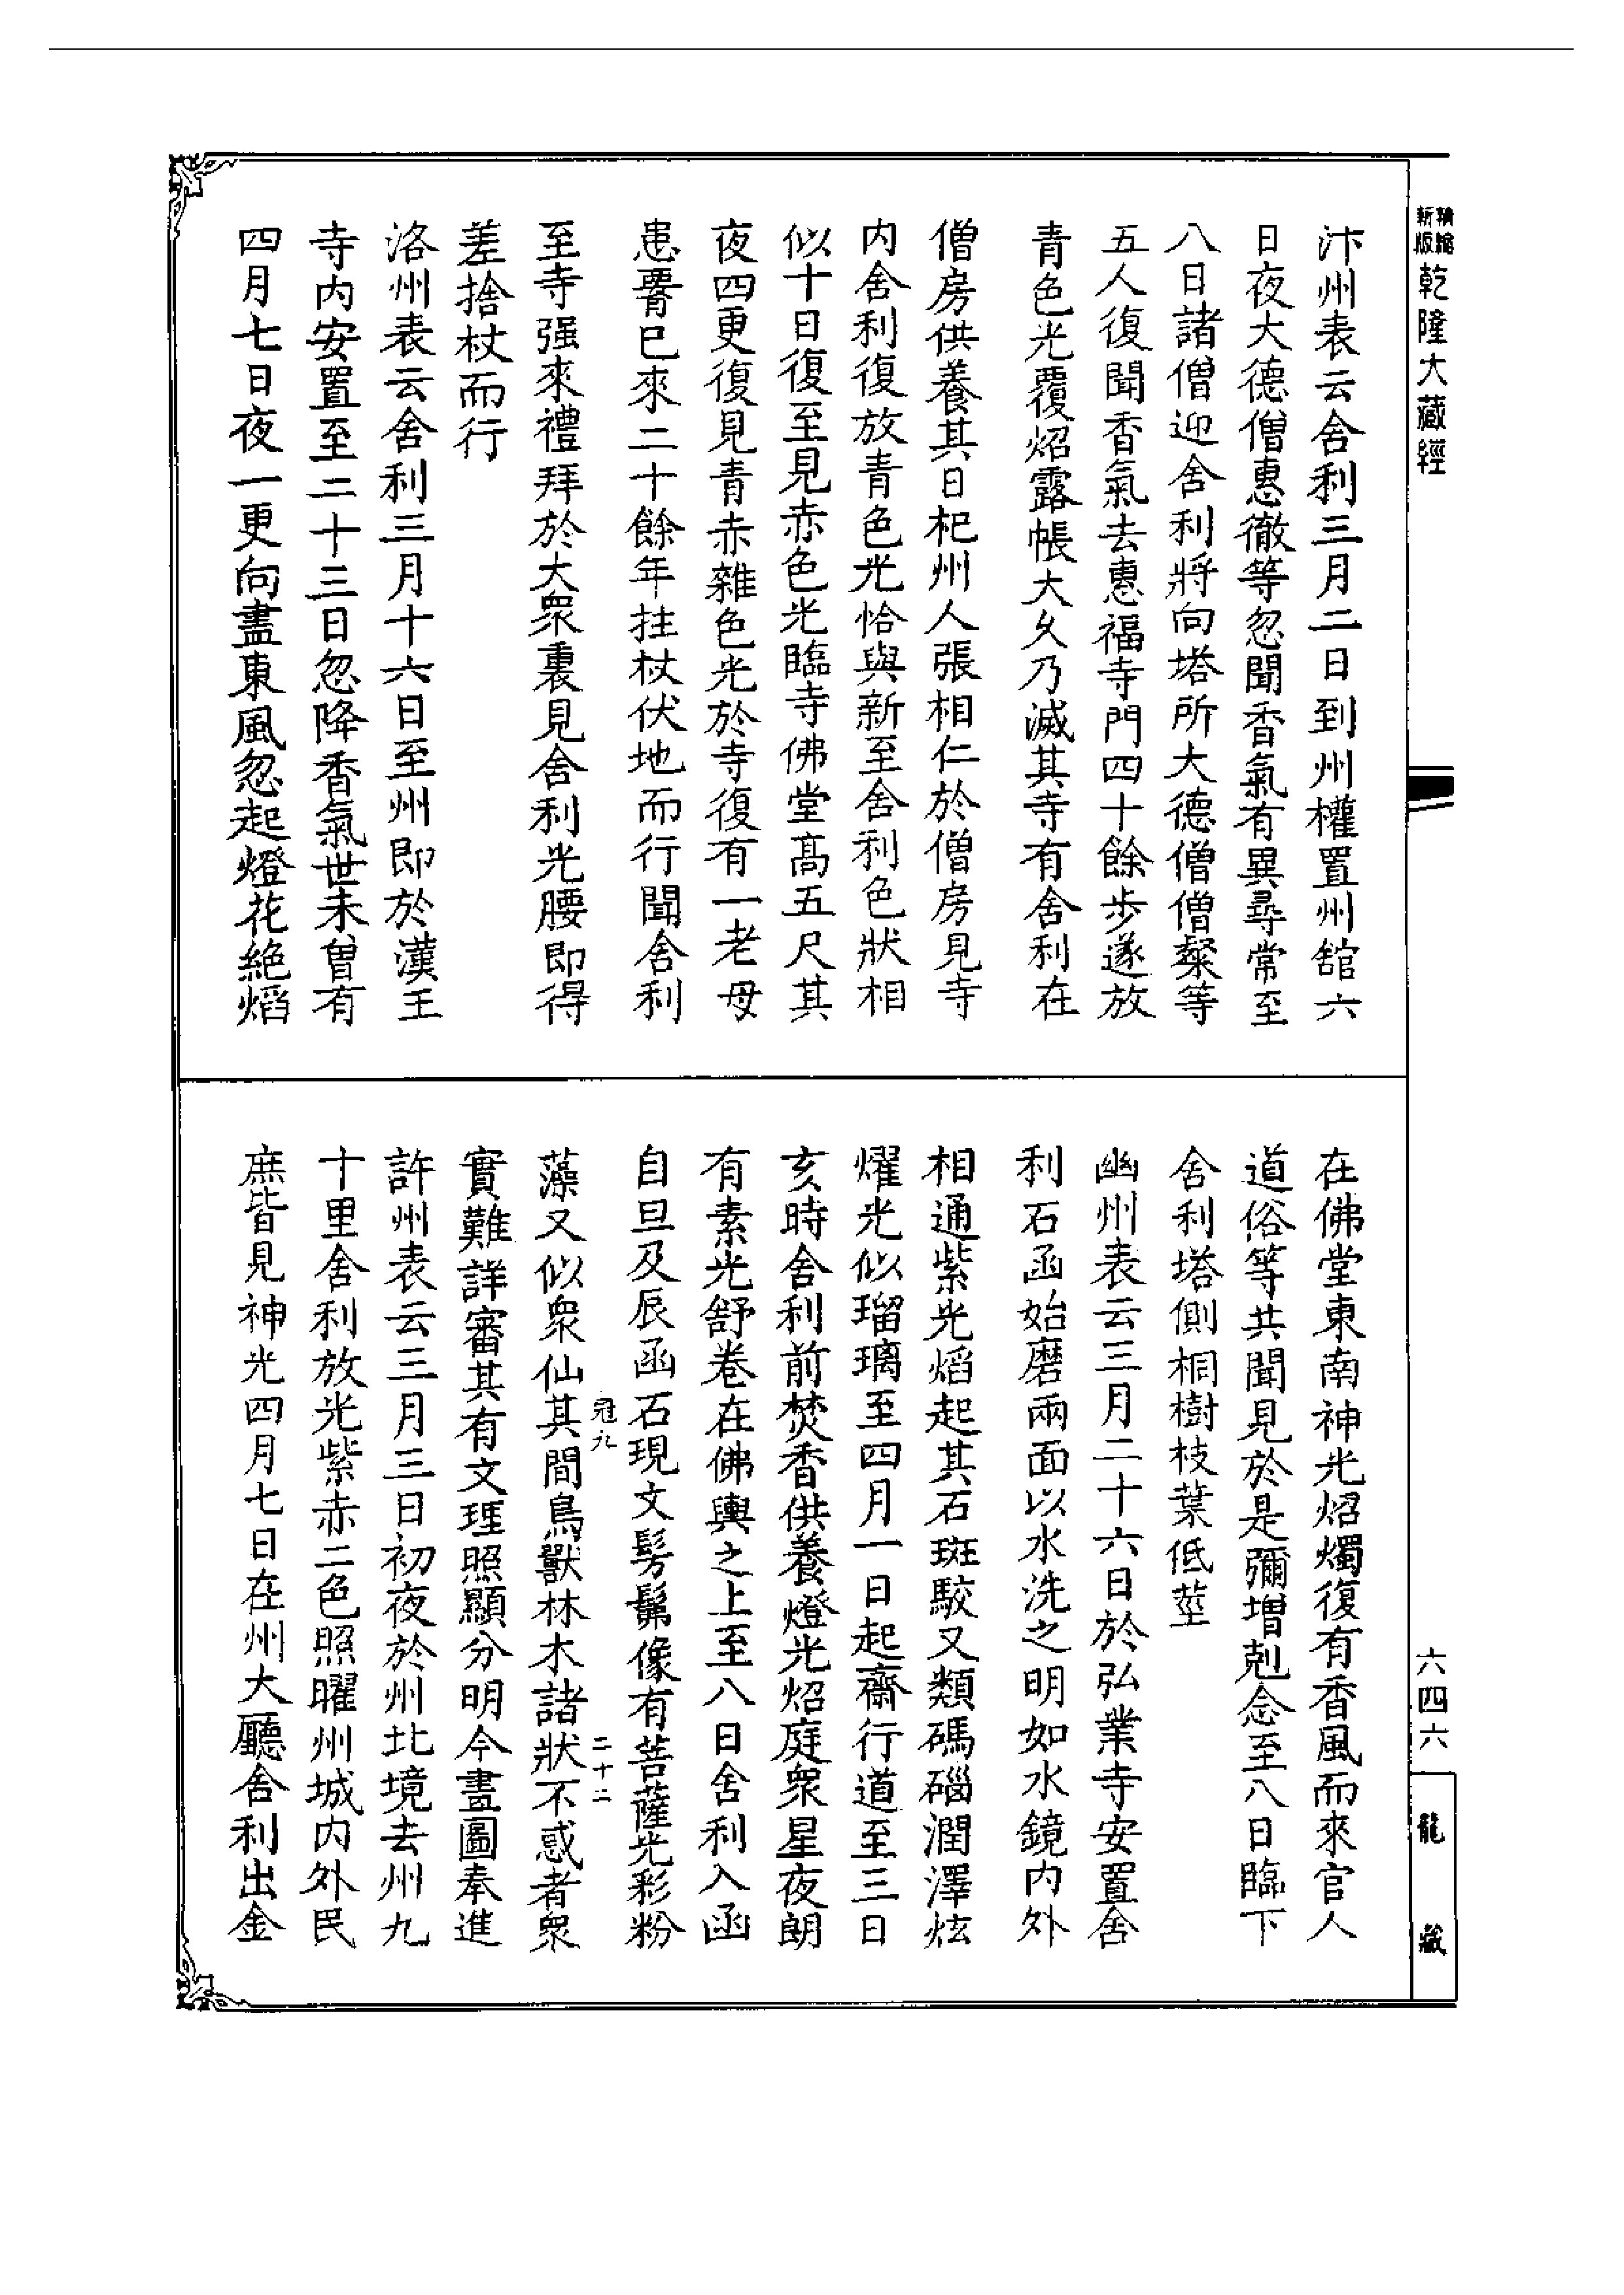 乾隆大藏經
汴州表云舍利三月二日到州權置州舘六
日夜大德僧惠徹等忽聞香氣有異尋常至
八日諸僧迎舍利將向塔所大德僧僧粲等
五人復聞香氣去惠福寺門四十餘步遂放
青色光覆炤露帳大久乃滅其寺有舍利在
僧房供養其日杞州人張相仁於僧房見寺
内舍利復放青色光恰與新至舍利色狀相
似十日復至見赤色光臨寺佛堂高五尺其
夜四更復見青赤雜色光於寺復有一老母
患膂已來二十餘年拄杖伏地而行聞舍利
至寺强來禮拜於大衆裏見舍利光腰即得
差捨杖而行
洛州表云舍利三月十六日至州即於漢王
寺内安置至二十三日忽降香氣世未曾有
四月七日夜一更向盡東風忽起燈花絶焰
在佛堂東南神光炤燭復有香風而來官人
道俗等共聞見於是彌增剋念至八日臨下
舍利塔側桐樹枝葉低莖
幽州表云三月二十六日於弘業寺安置舍
利石函始磨兩面以水洗之明如水鏡内外
相通紫光焰起其石斑駮又類碼碯潤澤炫
燿光似瑠璃至四月一日起齋行道至三日
亥時舍利前焚香供養燈光炤庭衆星夜朗
有素光舒卷在佛輿之上至八日舍利入函
自旦及辰函石現文髣髴像有菩薩光彩粉
冠九
二十二
藻又似衆仙其間鳥獸林木諸狀不惑者衆
實難詳審其有文理照顯分明今畫圖奉進
許州表云三月三日初夜於州北境去州九
十里舍利放光紫赤二色照曜州城内外民
庶皆見神光四月七日在州大廳舍利出金
六四六
龍藏